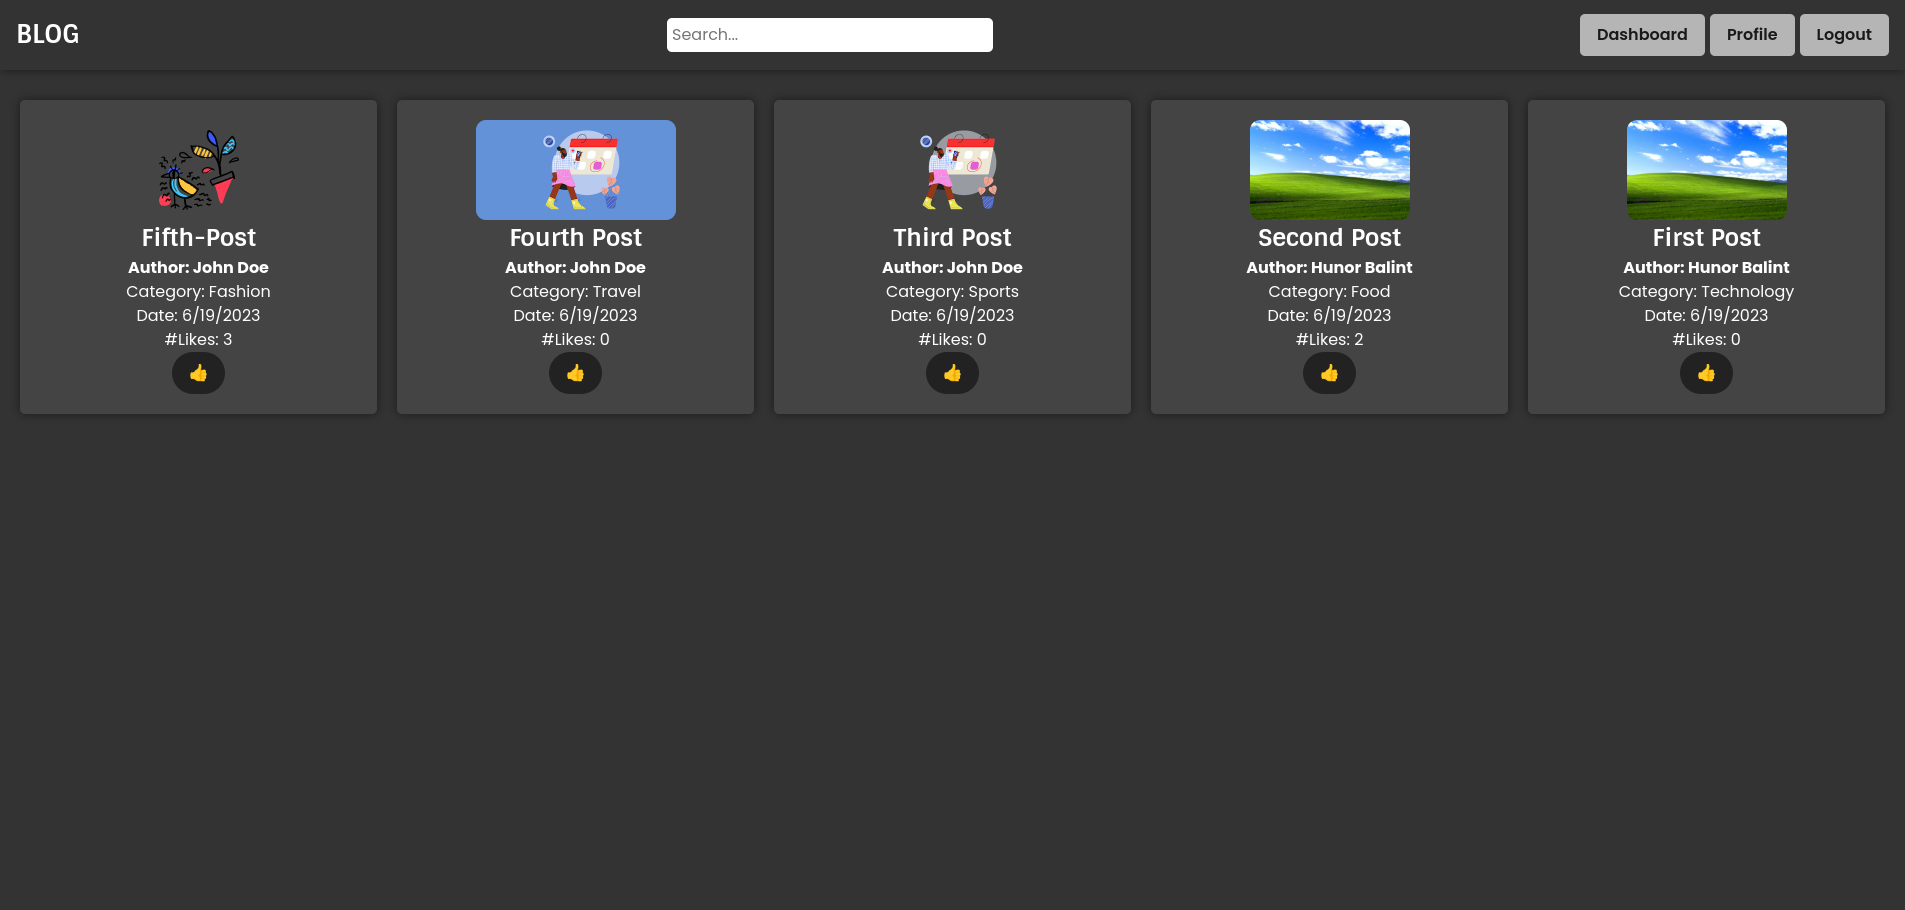 BLOG
Search...
Dashboard
Profile
Logout
Fifth-Post
Author: John Doe
Category: Fashion
Date: 6/19/2023
#Likes: 3
👍
Fourth Post
Author: John Doe
Category: Travel
Date: 6/19/2023
#Likes: 0
👍
Third Post
Author: John Doe
Category: Sports
Date: 6/19/2023
#Likes: 0
👍
Second Post
Author: Hunor Balint
Category: Food
Date: 6/19/2023
#Likes: 2
👍
First Post
Author: Hunor Balint
Category: Technology
Date: 6/19/2023
#Likes: 0
👍